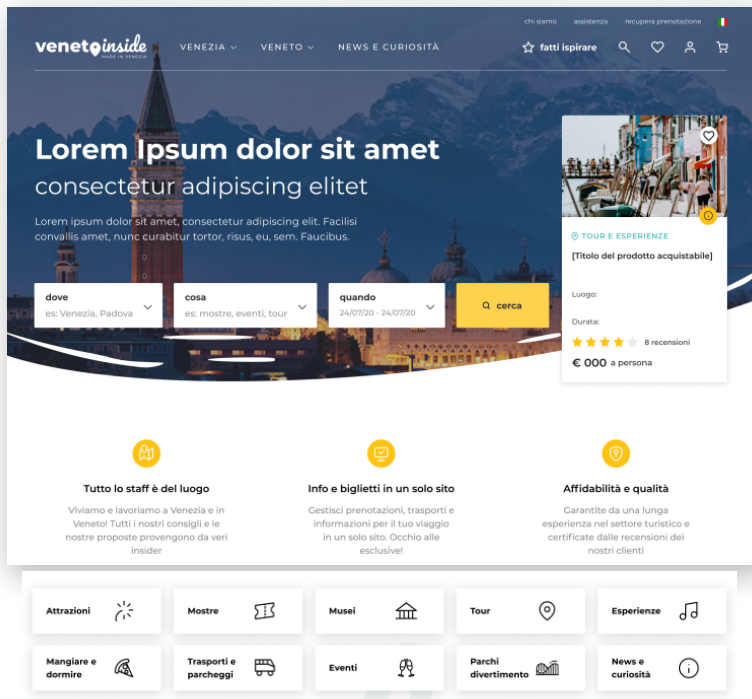 chi siamo assistenza recupera prenotazione
venetoinside
MADE IN VENEZIA
VENEZIA VENETO NEWS E CURIOSITÀ fatti ispirare
Lorem Ipsum dolor sit amet
consectetur adipiscing elitet
Lorem ipsum dolor sit amet, consectetur adipiscing elit. Facilisi
convallis amet, nunc curabitur tortor, risus, eu, sem. Faucibus.
dove
es: Venezia, Padova
cosa
es: mostre, eventi, tour
quando
24/07/20 - 24/07/20
cerca
TOUR E ESPERIENZE
[Titolo del prodotto acquistabile]
Luogo:
Durata:
8 recensioni
€ 000 a persona
Tutto lo staff è del luogo
Viviamo e lavoriamo a Venezia e in
Veneto! Tutti i nostri consigli e le
nostre proposte provengono da veri
insider
Info e biglietti in un solo sito
Gestisci prenotazioni, trasporti e
informazioni per il tuo viaggio
in un solo sito. Occhio alle
esclusive!
Affidabilità e qualità
Garantite da una lunga
esperienza nel settore turistico e
certificate dalle recensioni dei
nostri clienti
Attrazioni
Mostre
Musei
Tour
Esperienze
Mangiare e
dormire
Trasporti e
parcheggi
Eventi
Parchi
divertimento
News e
curiosità